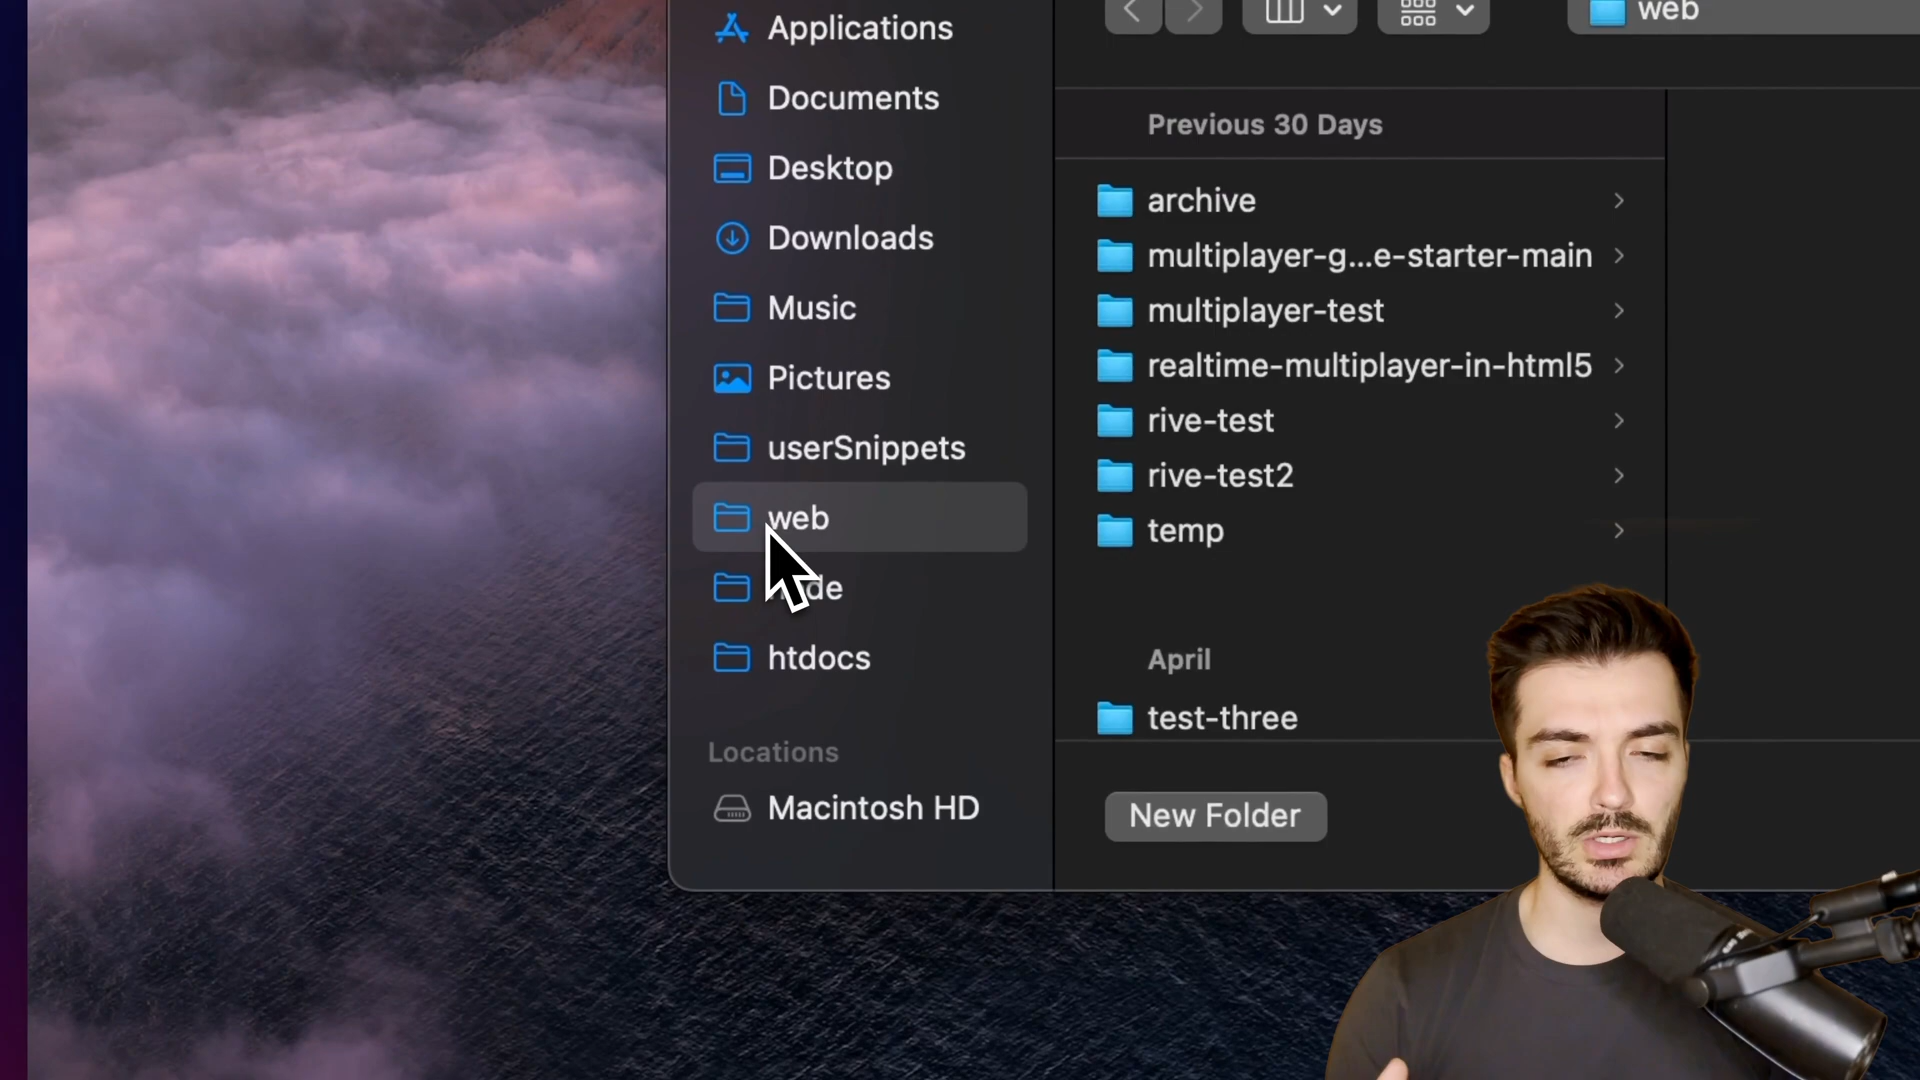 Applications
Documents
Desktop
Downloads
Music
Pictures
userSnippets
web
htdocs
Locations
Macintosh HD
web
Previous 30 Days
archive
multiplayer-g...e-starter-main
multiplayer-test
realtime-multiplayer-in-html5
rive-test
rive-test2
temp
April
test-three
New Folder